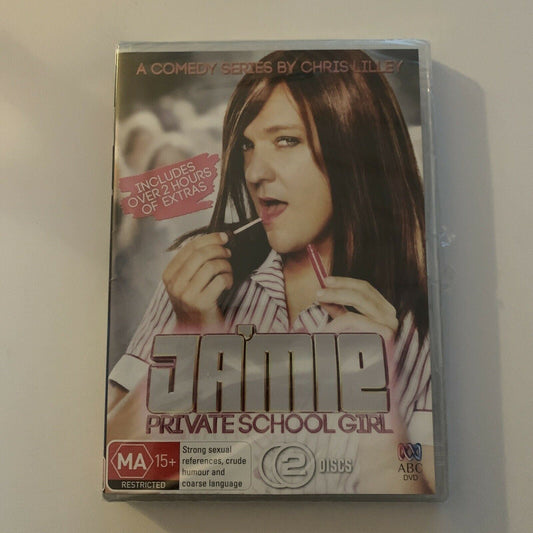 A COMEDY SERIES BY CHRIS LILLEY
INCLUDES
OVER 2 HOURS
OF EXTRAS
JA'MIE
PRIVATE SCHOOL GIRL
MA 15+
RESTRICTED
Strong sexual
references, crude
humour and
coarse language
2 DISCS
ABC
DVD